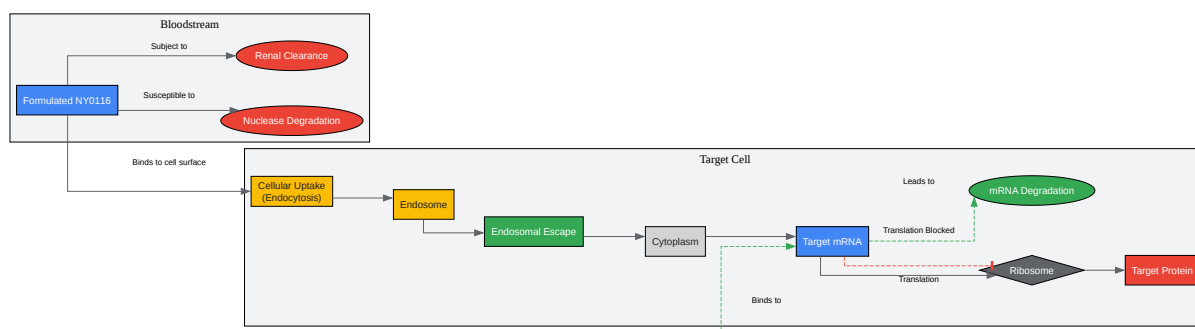 Bloodstream
Subject to
Renal Clearance
Formulated NY0116
Susceptible to
Nuclease Degradation
Binds to cell surface
Target Cell
Cellular Uptake
(Endocytosis)
Endosome
Endosomal Escape
Cytoplasm
Target mRNA
Leads to
mRNA Degradation
Translation Blocked
Ribosome
Translation
Target Protein
Binds to